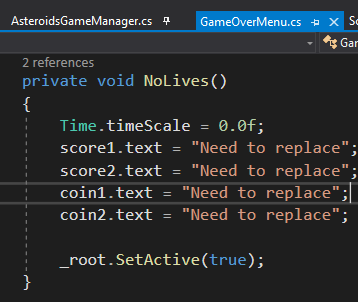 AsteroidsGameManager.cs GameOverMenu.cs Sc
Gar
2 references
private void NoLives()
{
Time.timeScale = 0.0f;
score1.text = "Need to replace";
score2.text = "Need to replace";
coin1.text = "Need to replace";
coin2.text = "Need to replace";
_root.SetActive(true);
}